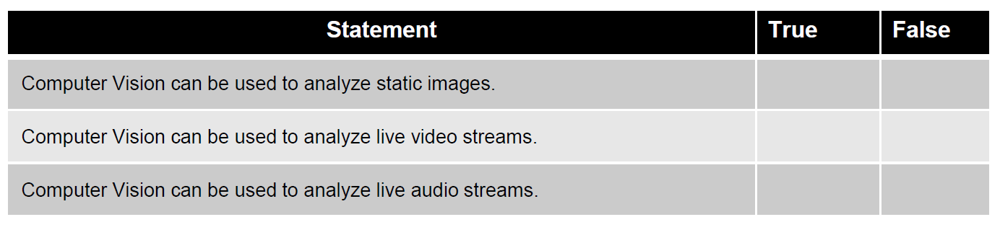 Statement True False
Computer Vision can be used to analyze static images.
Computer Vision can be used to analyze live video streams.
Computer Vision can be used to analyze live audio streams.